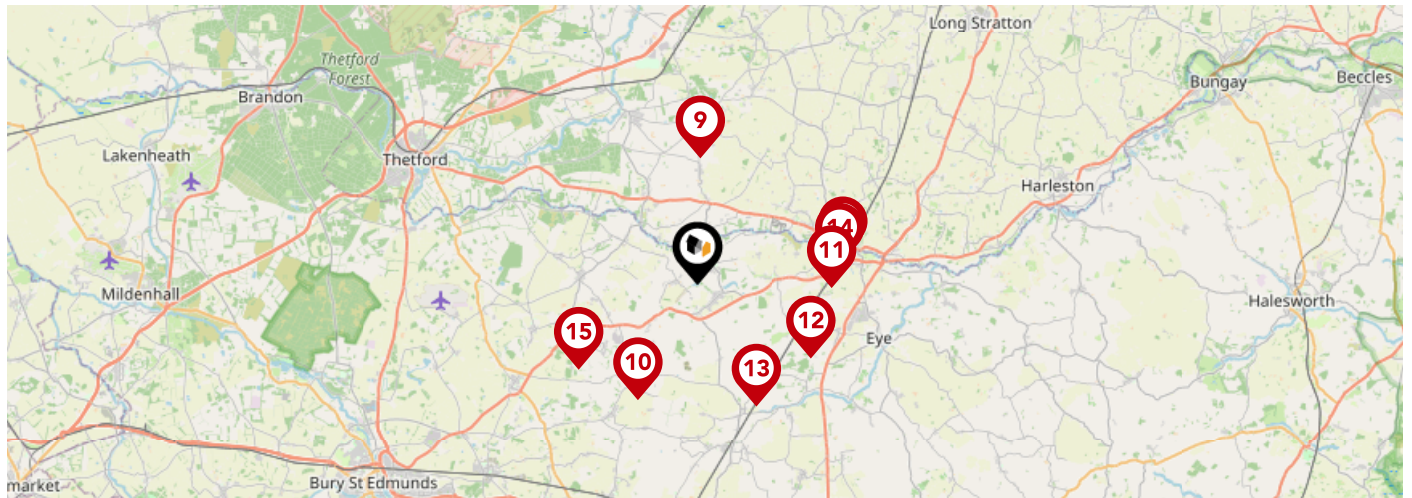 Long Stratton
Thetford
Forest
Bungay
Beccles
Brandon
9
Lakenheath
Thetford
Harleston
14
11
Mildenhall
Halesworth
15
12
Eye
10
13
Bury St Edmunds
market